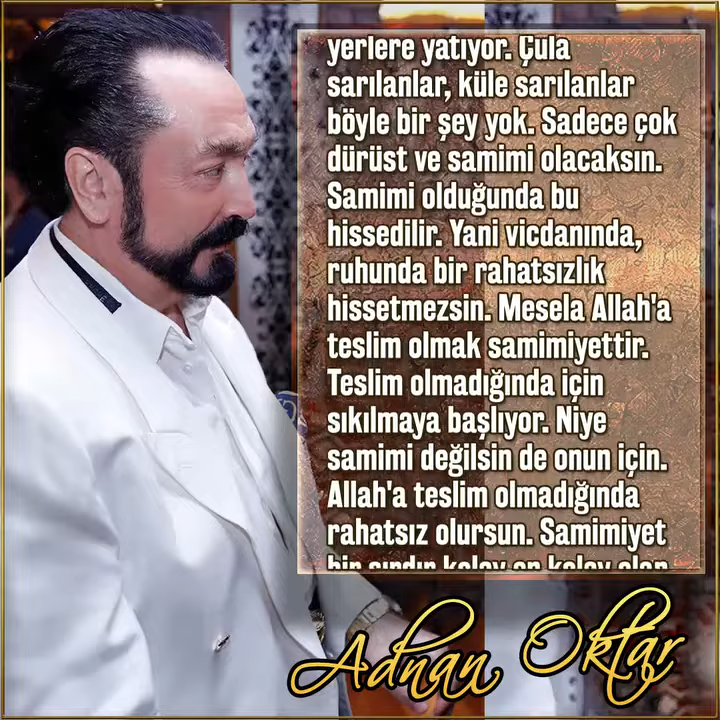 yerlere yatıyor. Çula
sarılanlar, küle sarılanlar
böyle bir şey yok. Sadece çok
dürüst ve samimi olacaksın.
Samimi olduğunda bu
hissedilir. Yani vicdanında,
ruhunda bir rahatsızlık
hissetmezsin. Mesela Allah'a
teslim olmak samimiyettir.
Teslim olmadığında için
sıkılmaya başlıyor. Niye
samimi değilsin de onun için.
Allah'a teslim olmadığında
rahatsız olursun. Samimiyet
Adnan Oktar